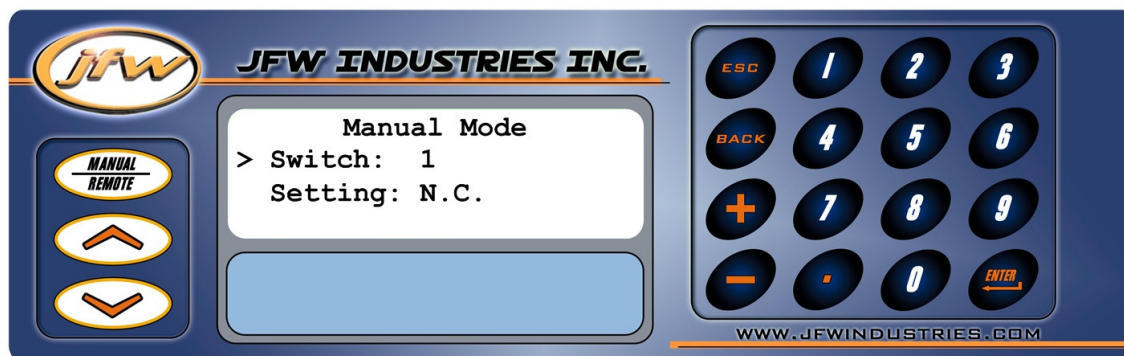 jfw
JFW INDUSTRIES INC.
MANUAL
REMOTE
Manual Mode
> Switch: 1
Setting: N.C.
ESC 1 2 3
BACK 4 5 6
+ 7 8 9
- . 0 ENTER
WWW.JFWINDUSTRIES.COM